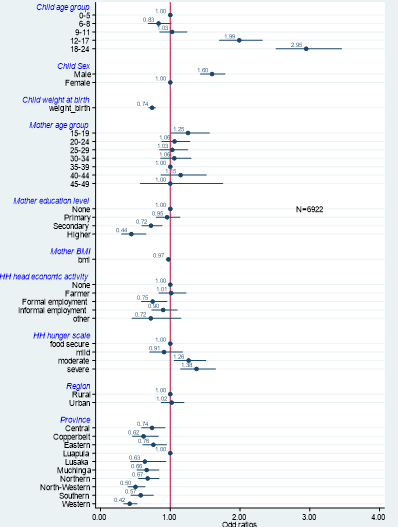 Child age group
0-5 1.00
6-8 0.83
9-11 1.03
12-17 1.99
18-24 2.95
Child Sex
Male 1.60
Female 1.00
Child weight at birth
weight_birth 0.74
Mother age group
15-19 1.25
20-24 1.06
25-29 1.03
30-34
35-39 1.00
40-44
45-49 1.00
Mother education level
None 1.00 N=6922
Primary 0.95
Secondary 0.72
Higher 0.44
Mother BMI
bmi 0.97
HH head economic activity
None 1.00
Farmer 1.01
Formal employment 0.75
Informal employment
other 0.72
HH hunger scale
food secure 1.00
mild 0.91
moderate 1.26
severe 1.38
Region
Rural 1.00
Urban 1.02
Province
Central 0.74
Copperbelt 0.62
Eastern
Luapula 1.00
Lusaka 0.63
Muchinga 0.66
Northern 0.67
North-Western 0.50
Southern 0.57
Western 0.42
0.00 1.00 2.00 3.00 4.00
Odd ratios